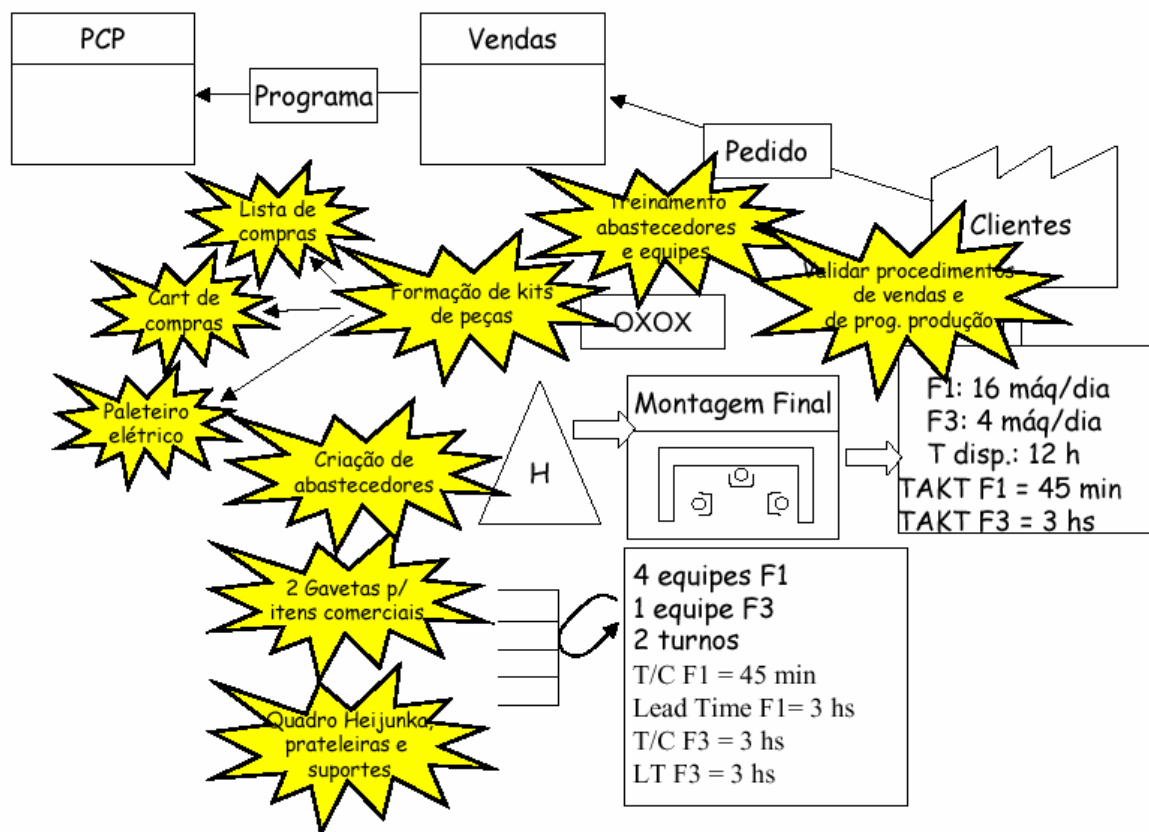 PCP
Vendas
Programa
Pedido
Clientes
Lista de
compras
Treinamento
abastecedores
e equipes
Validar procedimentos
de vendas e
de prog. produção
Cart de
compras
Formação de kits
de peças
OXOX
Paleteiro
elétrico
Criação de
abastecedores
H
Montagem Final
F1: 16 máq/dia
F3: 4 máq/dia
T disp.: 12 h
TAKT F1 = 45 min
TAKT F3 = 3 hs
2 Gavetas p/
itens comerciais
4 equipes F1
1 equipe F3
2 turnos
T/C F1 = 45 min
Lead Time F1= 3 hs
T/C F3 = 3 hs
LT F3 = 3 hs
Quadro Heijunka,
prateleiras e
suportes